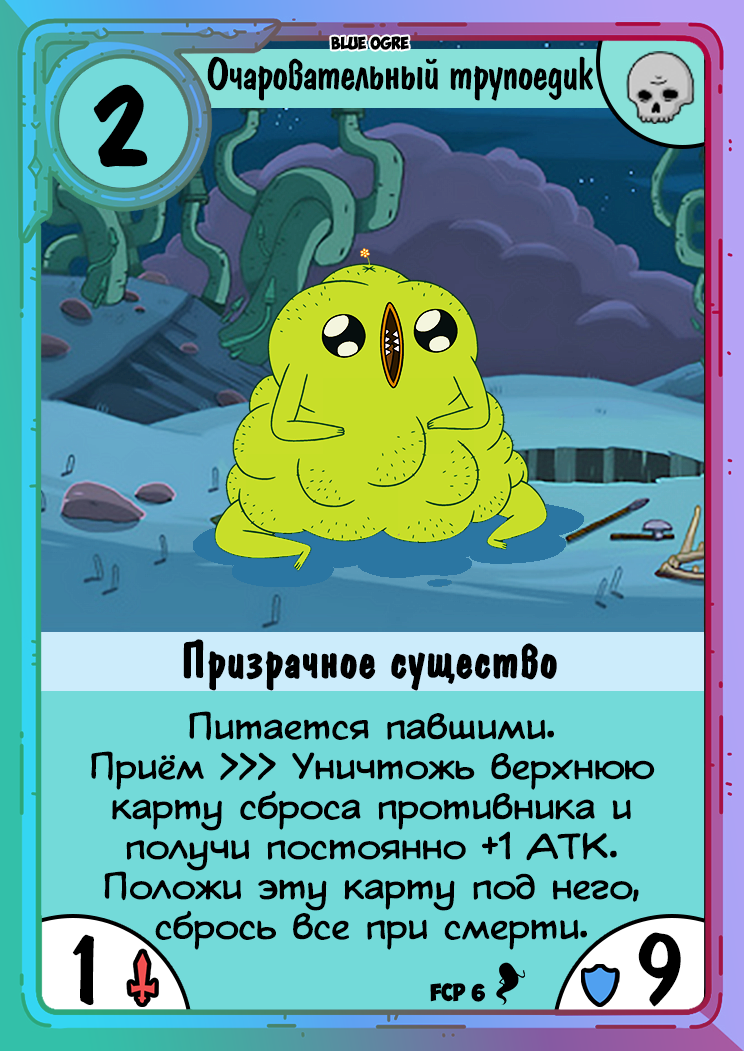 BLUE OGRE
2
Очаровательный трупоедик
Призрачное существо
Питается павшими.
Приём >>> Уничтожь верхнюю
карту сброса противника и
получи постоянно +1 АТК.
Положи эту карту под него,
сбрось все при смерти.
1
FCP 6
9